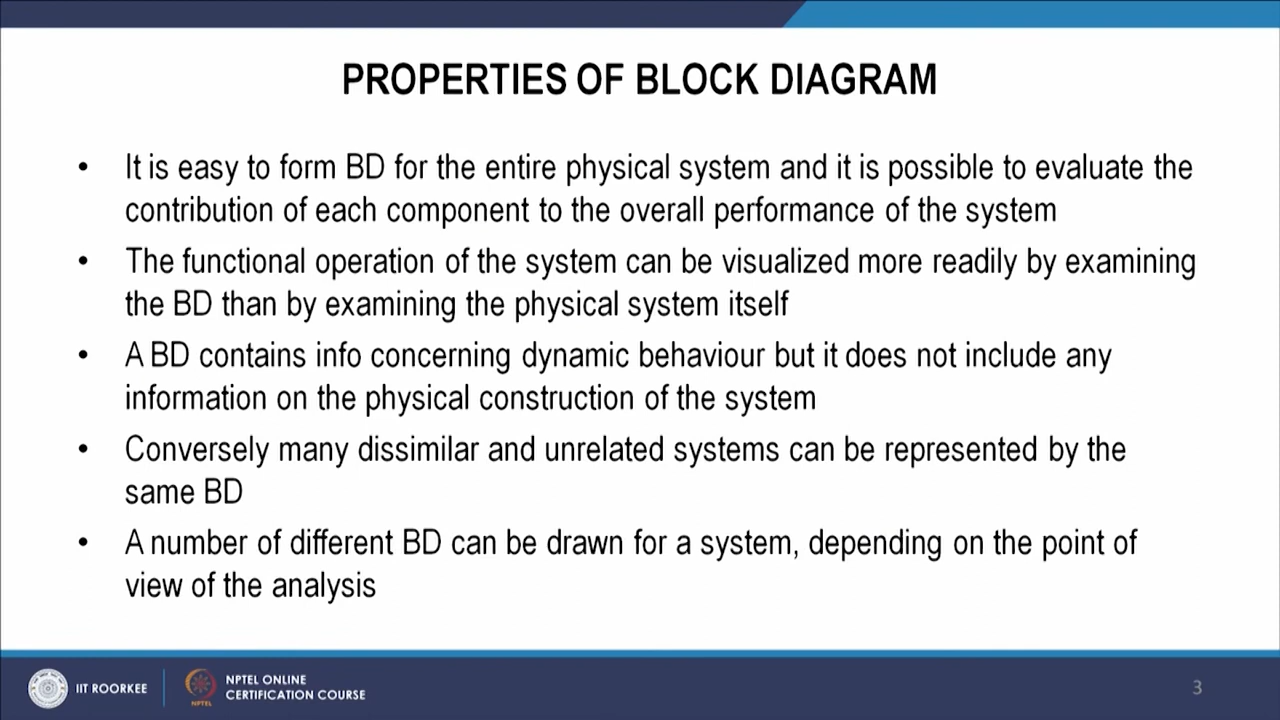 PROPERTIES OF BLOCK DIAGRAM
• It is easy to form BD for the entire physical system and it is possible to evaluate the
contribution of each component to the overall performance of the system
• The functional operation of the system can be visualized more readily by examining
the BD than by examining the physical system itself
• A BD contains info concerning dynamic behaviour but it does not include any
information on the physical construction of the system
• Conversely many dissimilar and unrelated systems can be represented by the
same BD
• A number of different BD can be drawn for a system, depending on the point of
view of the analysis
IIT ROORKEE
NPTEL
NPTEL ONLINE
CERTIFICATION COURSE
3